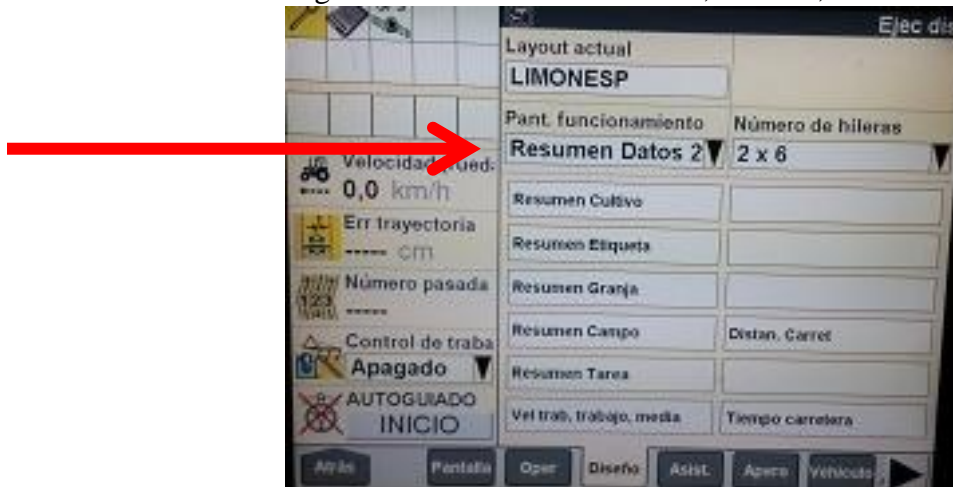 Ejec dis
Layout actual
LIMONESP
Pant. funcionamiento
Número de hileras
Resumen Datos 2
2 x 6
Velocidad rued.
0,0 km/h
Resumen Cultivo
Err trayectoria
----- cm
Resumen Etiqueta
Número pasada
123
-----
Resumen Granja
Control de traba
Apagado
Resumen Campo
Distan. Carret
Resumen Tarea
AUTOGUIADO
INICIO
Vel trab, trabajo, media
Tiempo carretera
Atrás
Pantalla
Oper
Diseño
Asist.
Apero
Vehículo